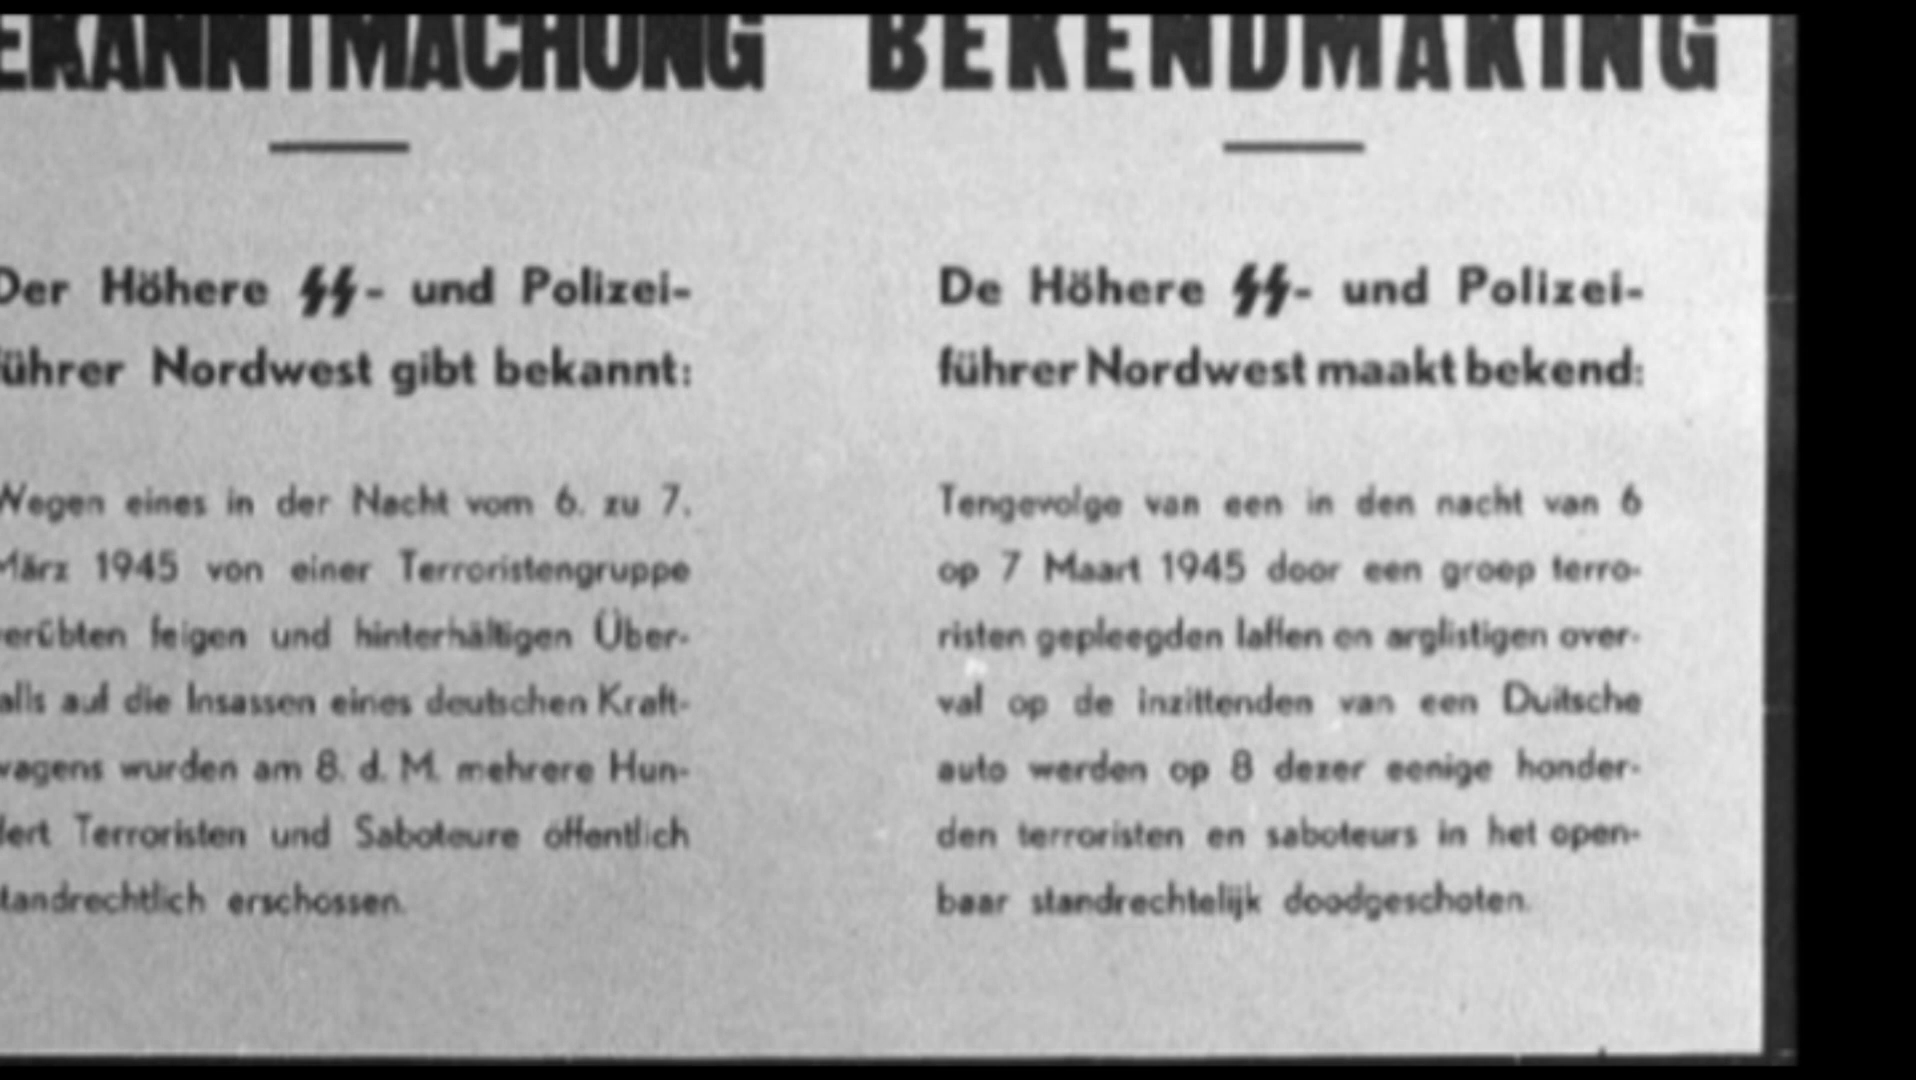 EKANNTMACHUNG
Der Höhere SS- und Polizei-
führer Nordwest gibt bekannt:
Wegen eines in der Nacht vom 6. zu 7.
März 1945 von einer Terroristengruppe
verübten feigen und hinterhältigen Über-
alls auf die Insassen eines deutschen Kraft-
wagens wurden am 8. d. M. mehrere Hun-
dert Terroristen und Saboteure öffentlich
tandrechtlich erschossen.
BEKENDMAKING
De Höhere SS- und Polizei-
führer Nordwest maakt bekend:
Tengevolge van een in den nacht van 6
op 7 Maart 1945 door een groep terro-
risten gepleegden laffen en arglistigen over-
val op de inzittenden van een Duitsche
auto werden op 8 dezer eenige honder-
den terroristen en saboteurs in het open-
baar standrechtelijk doodgeschoten.